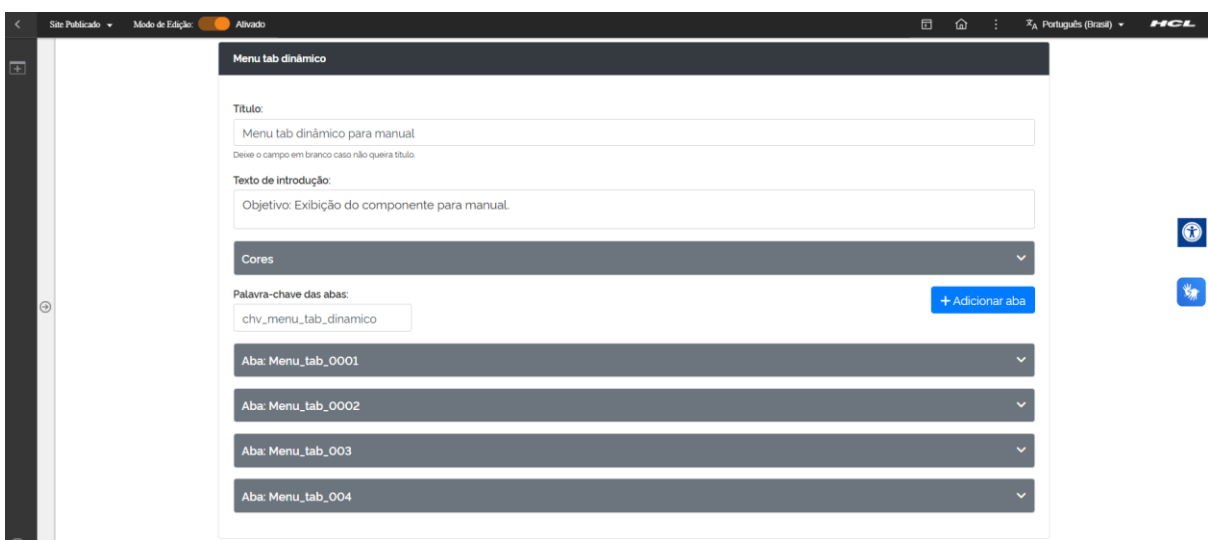 Site Publicado Modo de Edição: Ativado Português (Brasil) HCL
Menu tab dinâmico
Título:
Menu tab dinâmico para manual
Deixe o campo em branco caso não queira título.
Texto de introdução:
Objetivo: Exibição do componente para manual.
Cores
Palavra-chave das abas:
+ Adicionar aba
chv_menu_tab_dinamico
Aba: Menu_tab_0001
Aba: Menu_tab_0002
Aba: Menu_tab_003
Aba: Menu_tab_004